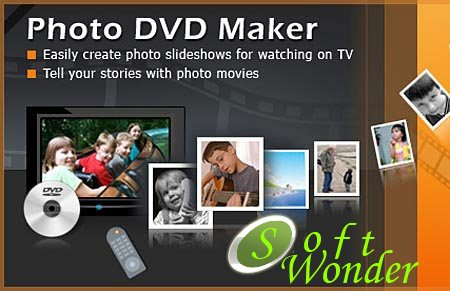 Photo DVD Maker
Easily create photo slideshows for watching on TV
Tell your stories with photo movies
DVD
Soft
Wonder